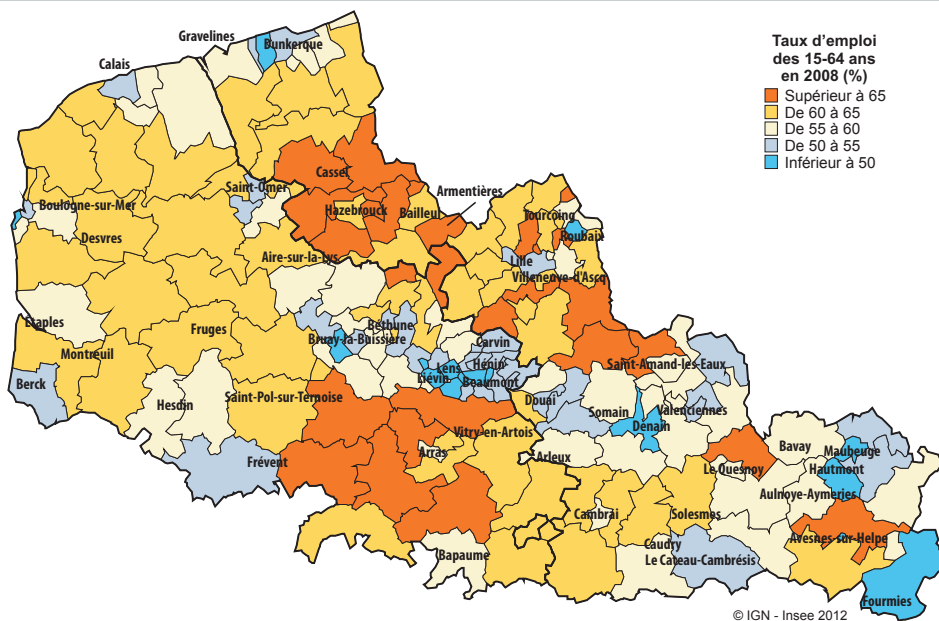 Taux d'emploi
des 15-64 ans
en 2008 (%)
Supérieur à 65
De 60 à 65
De 55 à 60
De 50 à 55
Inférieur à 50
Gravelines
Dunkerque
Calais
Cassel
Saint-Omer
Armentières
Hazebrouck
Bailleul
Tourcoing
Boulogne-sur-Mer
Roubaix
Desvres
Aire-sur-la-Lys
Lille
Villeneuve-d'Ascq
Etaples
Fruges
Béthune
Bruay-la-Buissière
Carvin
Montreuil
Lens
Hénin-
Saint-Amand-les-Eaux
Liévin
Beaumont
Berck
Hesdin
Saint-Pol-sur-Ternoise
Douai
Somain
Valenciennes
Denain
Vitry-en-Artois
Arras
Bavay
Maubeuge
Frévent
Arleux
Le Quesnoy
Hautmont
Aulnoye-Aymeries
Cambrai
Solesmes
Avesnes-sur-Helpe
Bapaume
Caudry
Le Cateau-Cambrésis
Fourmies
© IGN - Insee 2012